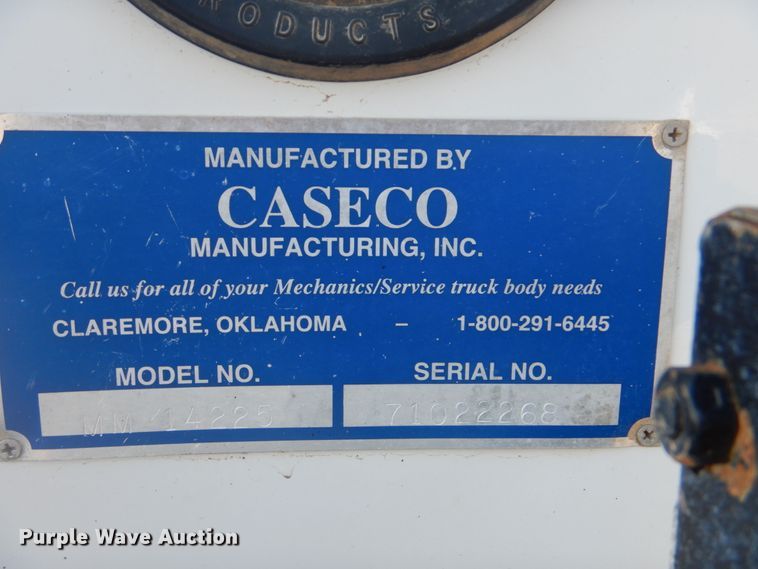 RODUCTS
MANUFACTURED BY
CASECO
MANUFACTURING, INC.
Call us for all of your Mechanics/Service truck body needs
CLAREMORE, OKLAHOMA – 1-800-291-6445
MODEL NO. SERIAL NO.
MM 14225 71022268
Purple Wave Auction